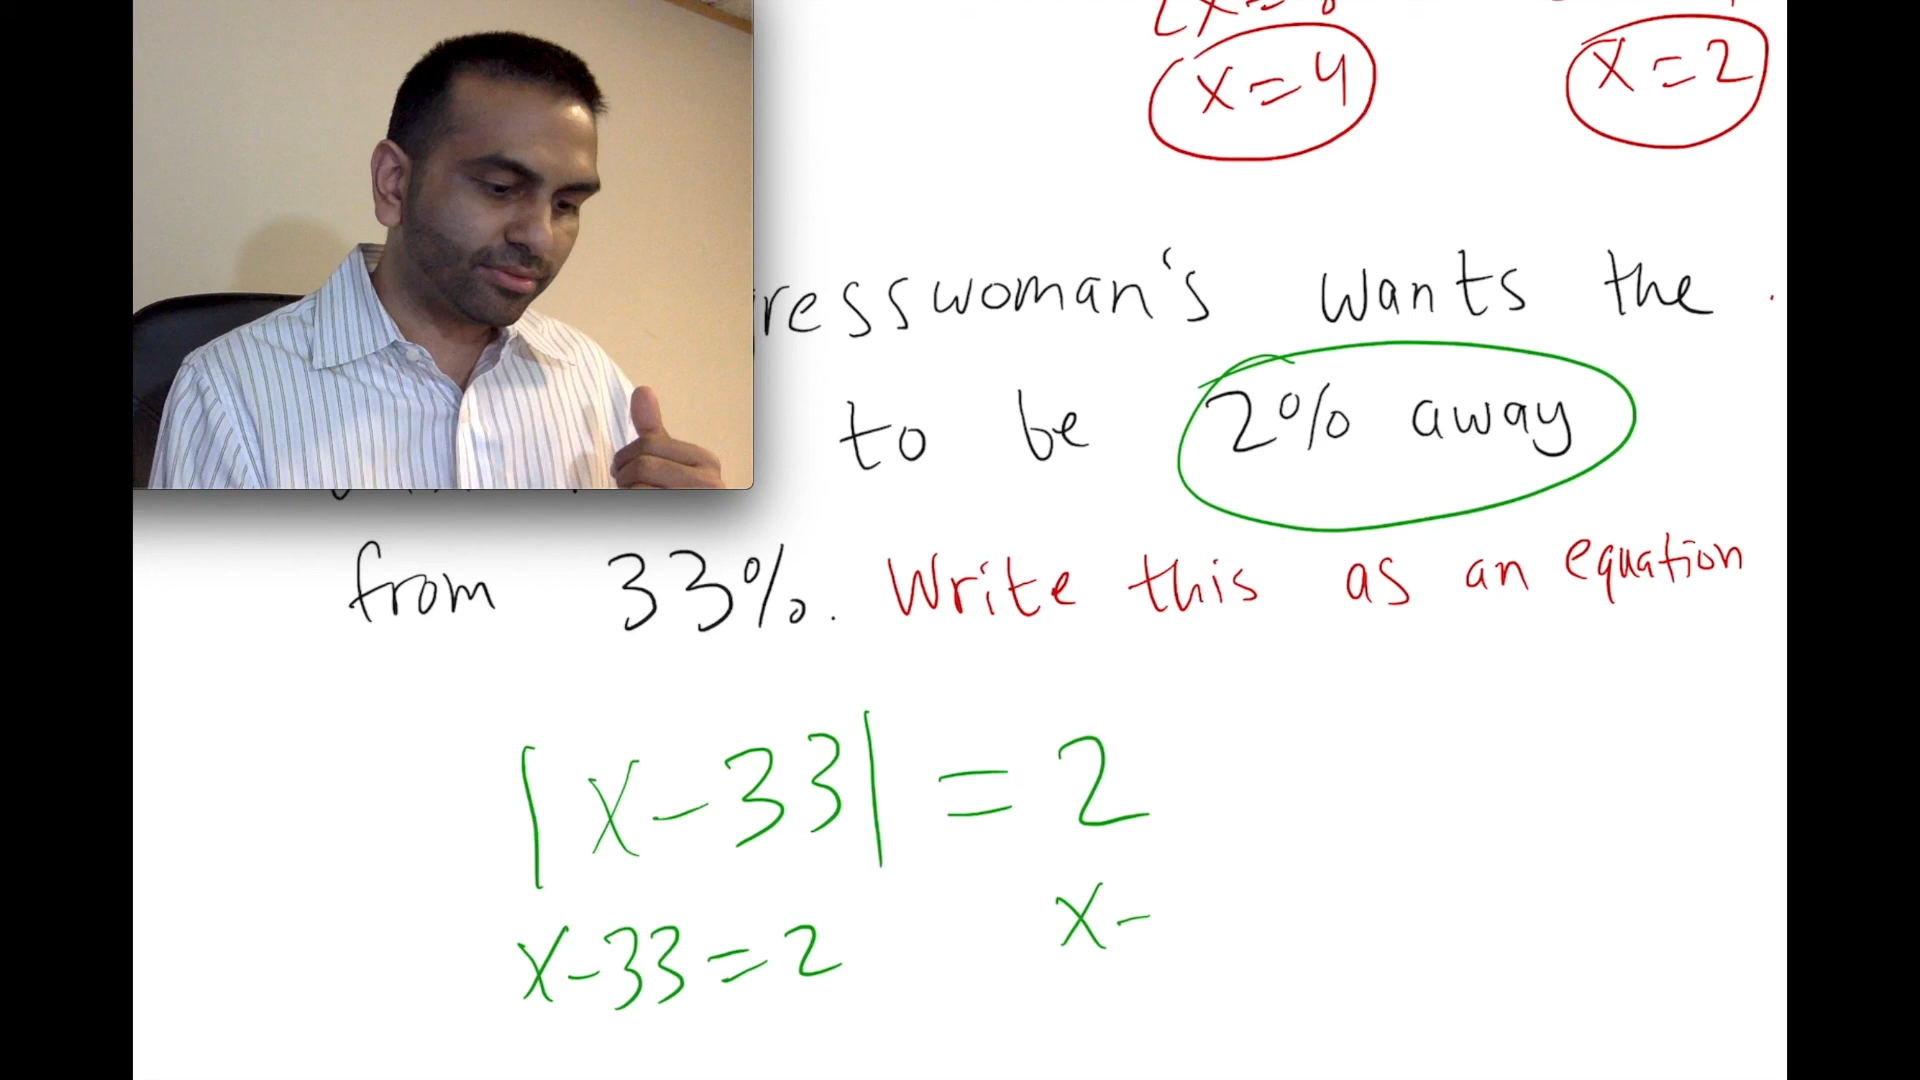 x=4 x=2
resswoman's wants the
to be 2% away
from 33%. Write this as an equation
|x-33| = 2
x-33=2 x-